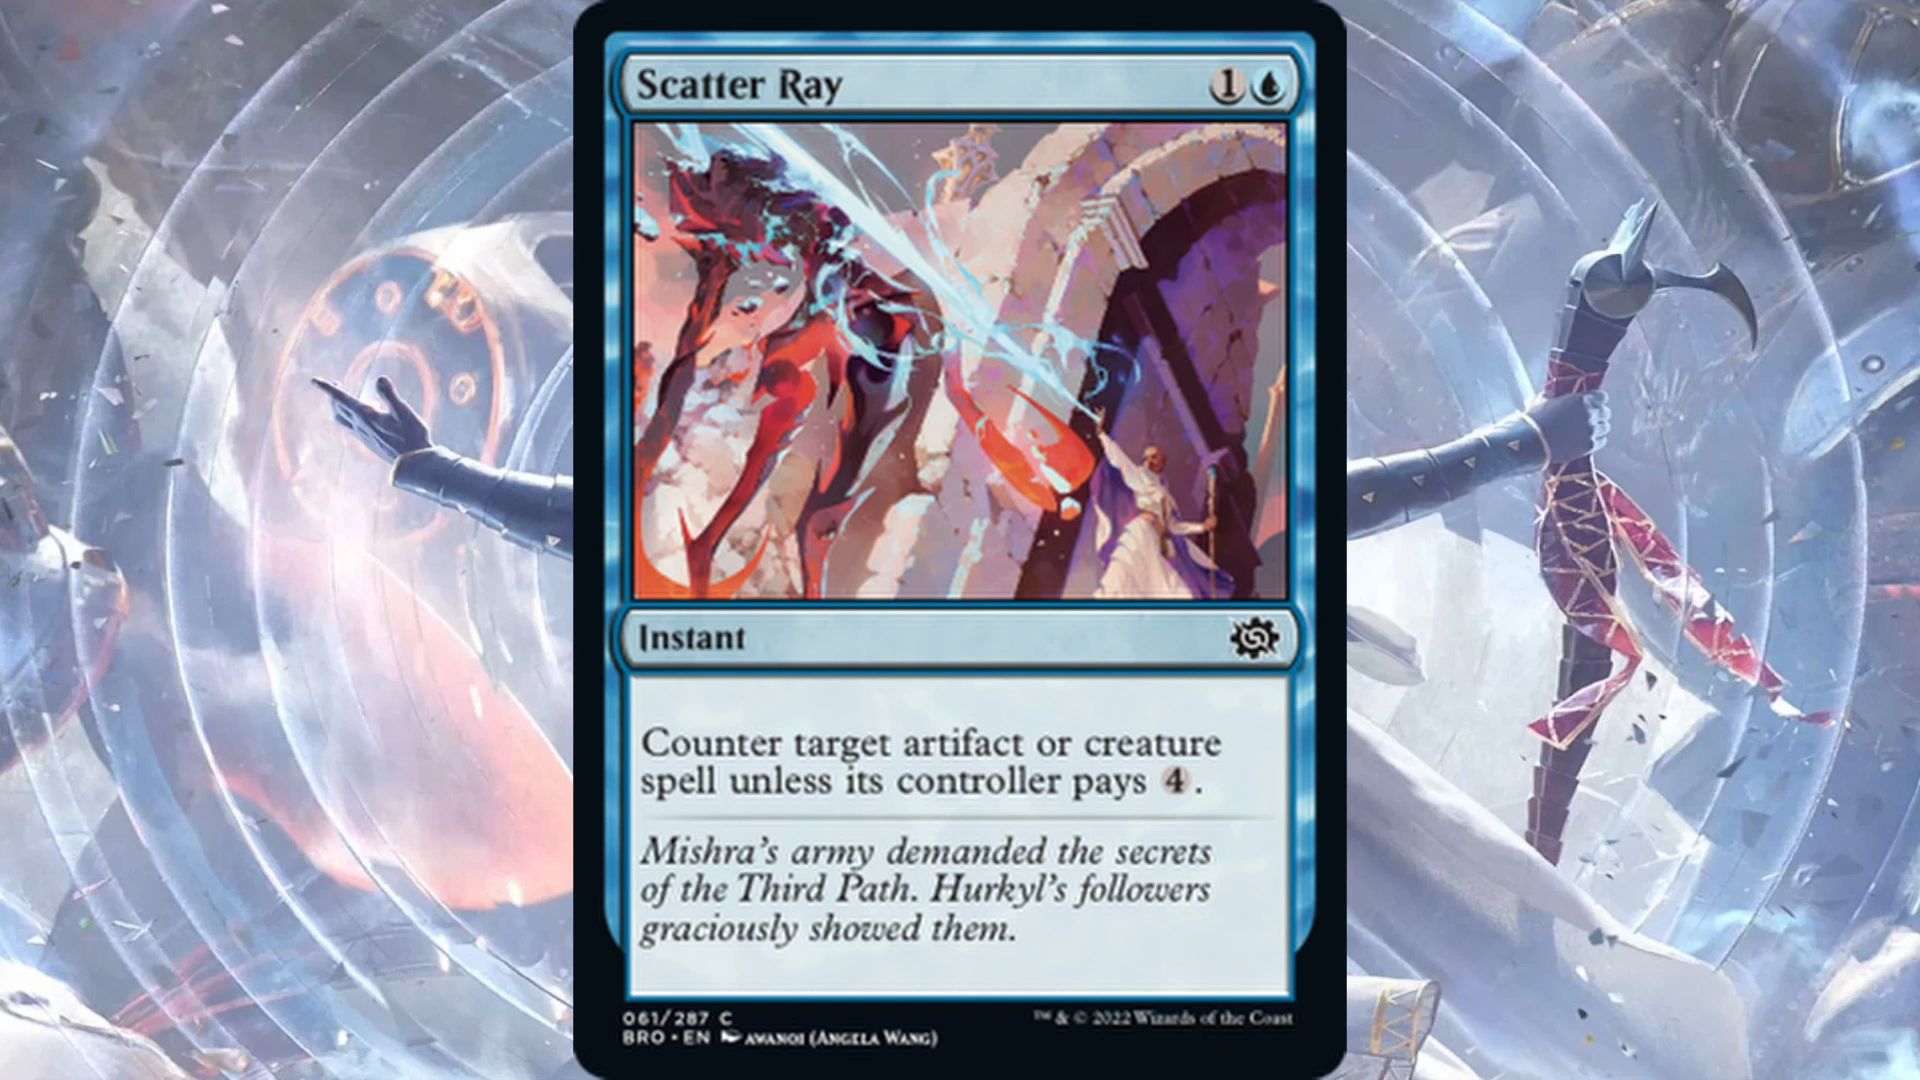 Scatter Ray 1
Instant
Counter target artifact or creature
spell unless its controller pays 4.
Mishra's army demanded the secrets
of the Third Path. Hurkyl's followers
graciously showed them.
061/287 C
BRO • EN AWANQI (ANGELA WANG)
™ & © 2022 Wizards of the Coast